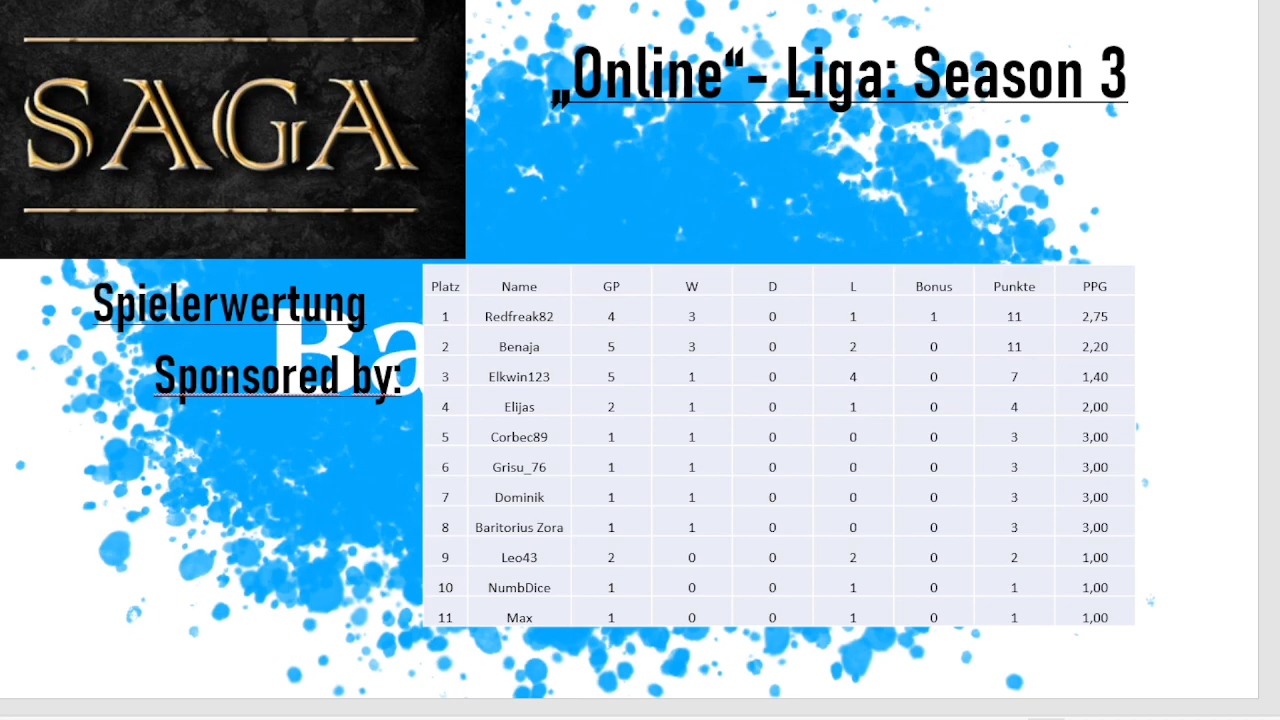 SAGA
„Online“- Liga: Season 3
Spielerwertung
Sponsored by:
Ba
Platz Name GP W D L Bonus Punkte PPG
1 Redfreak82 4 3 0 1 1 11 2,75
2 Benaja 5 3 0 2 0 11 2,20
3 Elkwin123 5 1 0 4 0 7 1,40
4 Elijas 2 1 0 1 0 4 2,00
5 Corbec89 1 1 0 0 0 3 3,00
6 Grisu_76 1 1 0 0 0 3 3,00
7 Dominik 1 1 0 0 0 3 3,00
8 Baritorius Zora 1 1 0 0 0 3 3,00
9 Leo43 2 0 0 2 0 2 1,00
10 NumbDice 1 0 0 1 0 1 1,00
11 Max 1 0 0 1 0 1 1,00